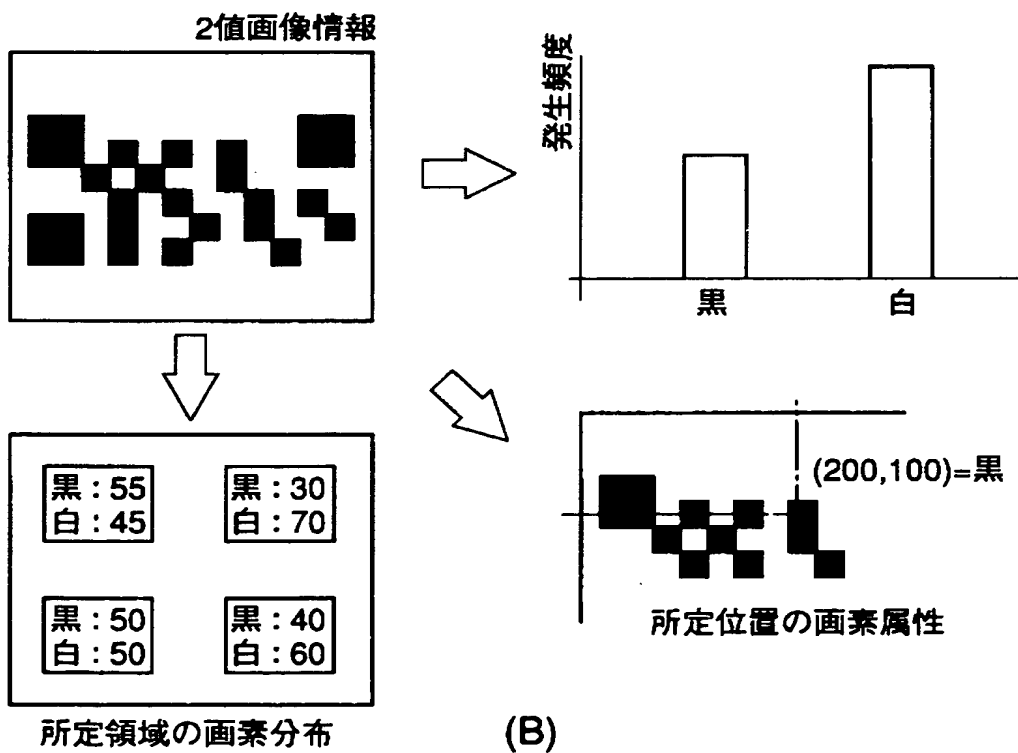 2値画像情報
発生頻度
黒
白
黒:55
白:45
黒:30
白:70
黒:50
白:50
黒:40
白:60
所定領域の画素分布
(200,100)=黒
所定位置の画素属性
(B)